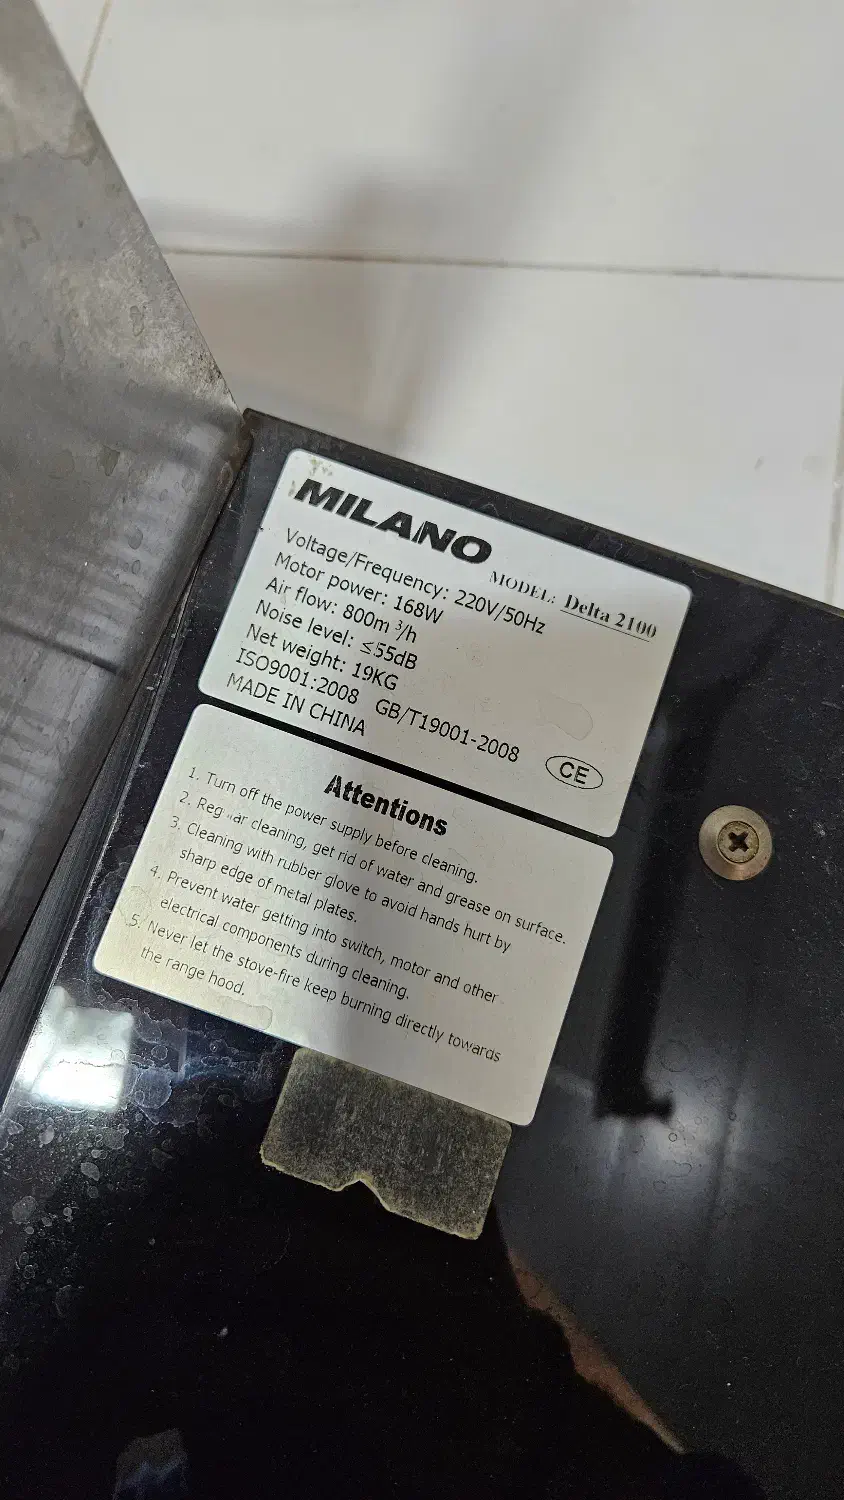 MILANO
MODEL: Delta 2100
Voltage/Frequency: 220V/50Hz
Motor power: 168W
Air flow: 800m³/h
Noise level: ≤55dB
Net weight: 19KG
ISO9001:2008 GB/T19001-2008
MADE IN CHINA
CE
Attentions
1. Turn off the power supply before cleaning.
2. Reg ar cleaning, get rid of water and grease on surface.
3. Cleaning with rubber glove to avoid hands hurt by
sharp edge of metal plates.
4. Prevent water getting into switch, motor and other
electrical components during cleaning.
5. Never let the stove-fire keep burning directly towards
the range hood.